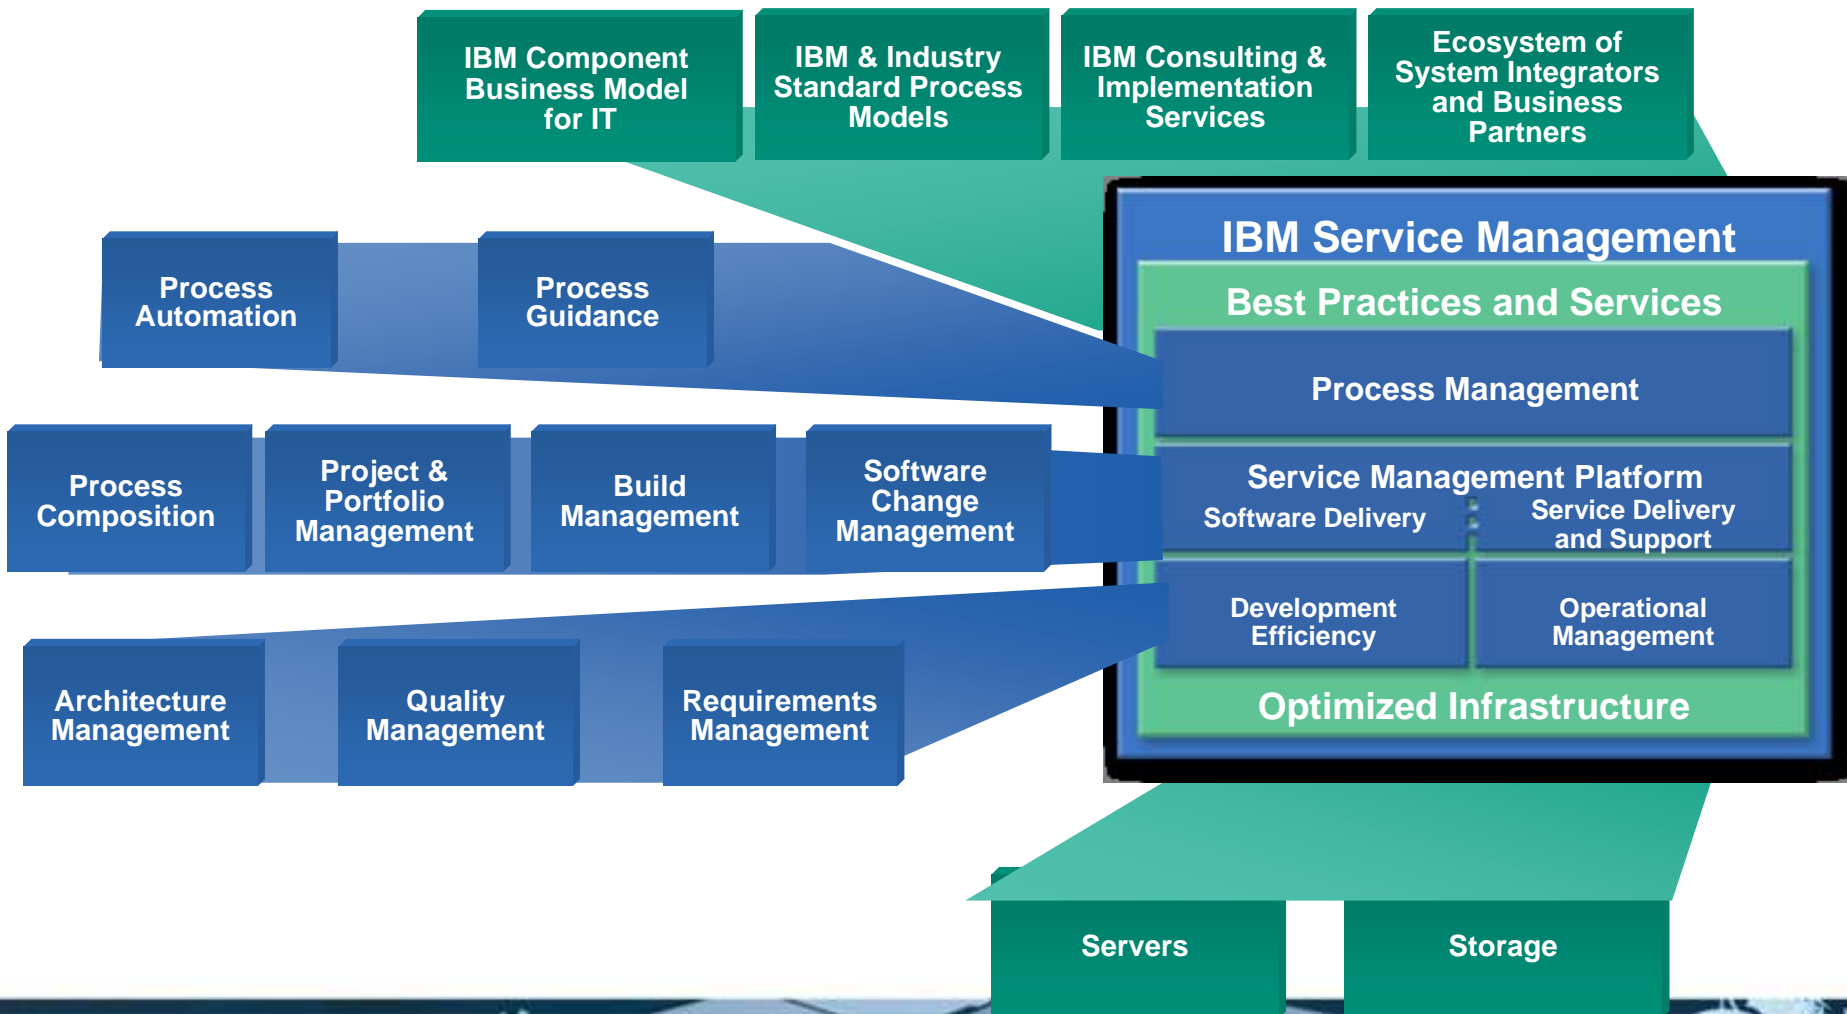 IBM Component
Business Model
for IT
IBM & Industry
Standard Process
Models
IBM Consulting &
Implementation
Services
Ecosystem of
System Integrators
and Business
Partners
IBM Service Management
Best Practices and Services
Process
Automation
Process
Guidance
Process Management
Process
Composition
Project &
Portfolio
Management
Build
Management
Software
Change
Management
Service Management Platform
Software Delivery
Service Delivery
and Support
Development
Efficiency
Operational
Management
Architecture
Management
Quality
Management
Requirements
Management
Optimized Infrastructure
Servers
Storage